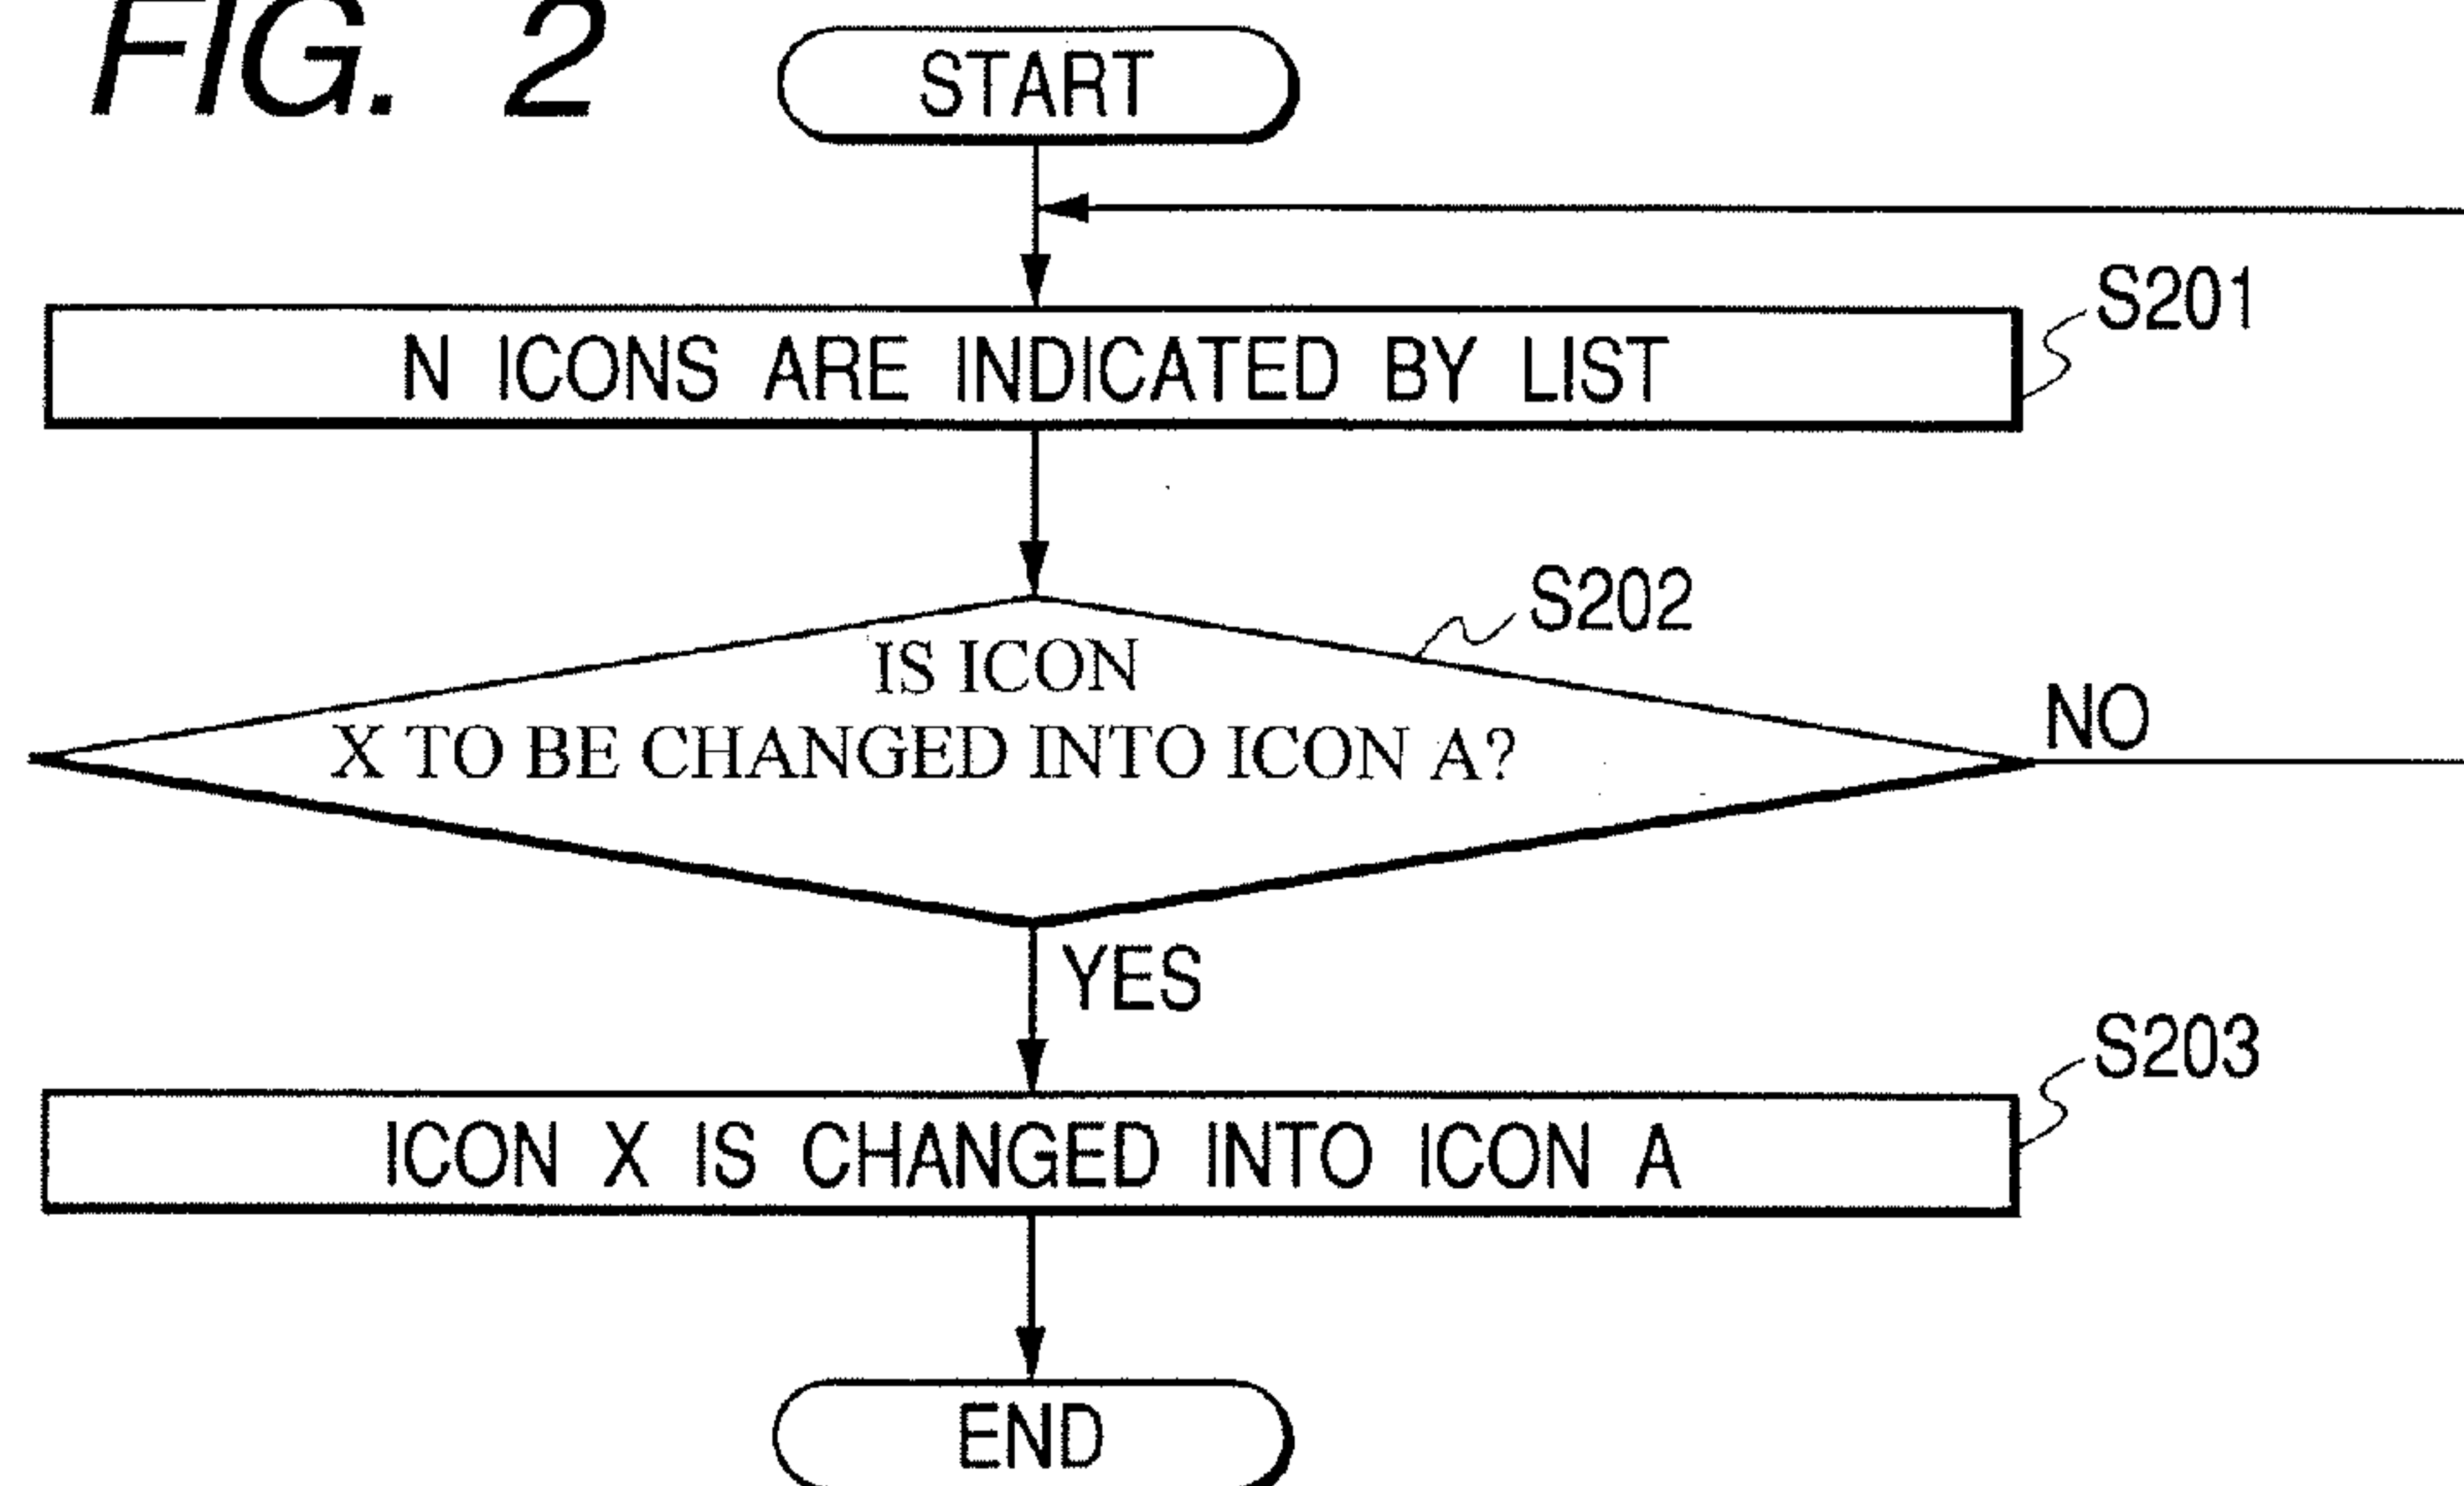 FIG. 2
START
N ICONS ARE INDICATED BY LIST
S201
S202
IS ICON
X TO BE CHANGED INTO ICON A?
NO
YES
S203
ICON X IS CHANGED INTO ICON A
END